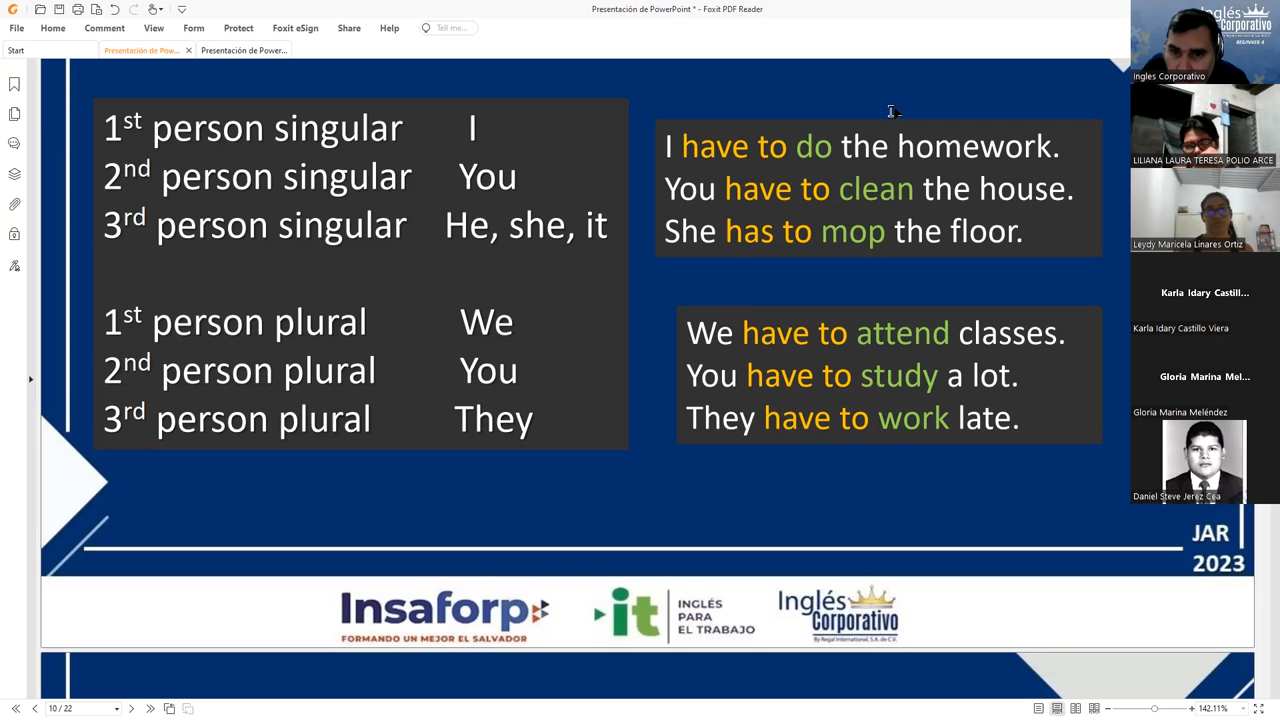 Presentación de PowerPoint * - Foxit PDF Reader
File Home Comment View Form Protect Foxit eSign Share Help Tell me...
Start Presentación de Pow... Presentación de Power...
1st person singular I
2nd person singular You
3rd person singular He, she, it
1st person plural We
2nd person plural You
3rd person plural They
I have to do the homework.
You have to clean the house.
She has to mop the floor.
We have to attend classes.
You have to study a lot.
They have to work late.
JAR
2023
Insaforp
FORMANDO UN MEJOR EL SALVADOR
it
INGLÉS
PARA
EL TRABAJO
Inglés
Corporativo
By Regal International, S.A. de C.V.
Inglés
Corporativo
BEGINNER 4
Ingles Corporativo
LILIANA LAURA TERESA POLIO ARCE
Leydy Maricela Linares Ortiz
Karla Idary Castill...
Karla Idary Castillo Viera
Gloria Marina Mel...
Gloria Marina Meléndez
Daniel Steve Jerez Cea
10 / 22
142.11%